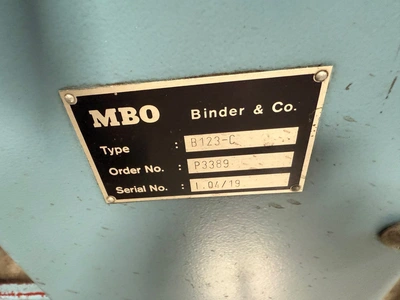 MBO Binder & Co.
Type : B123-C
Order No. : P3389
Serial No. : 1.04/19